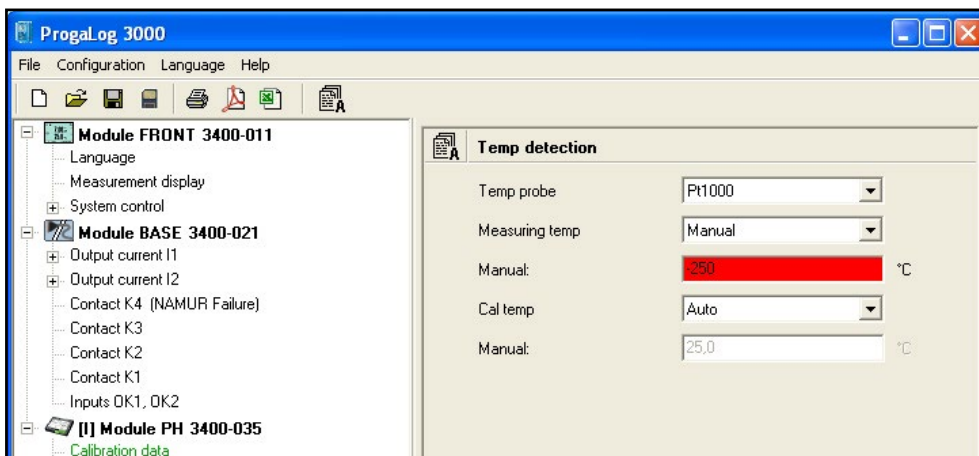 ProgaLog 3000
File Configuration Language Help
Module FRONT 3400-011
Language
Measurement display
System control
Module BASE 3400-021
Output current I1
Output current I2
Contact K4 (NAMUR Failure)
Contact K3
Contact K2
Contact K1
Inputs OK1, OK2
[I] Module PH 3400-035
Calibration data
Temp detection
Temp probe Pt1000
Measuring temp Manual
Manual: -250 °C
Cal temp Auto
Manual: 25,0 °C